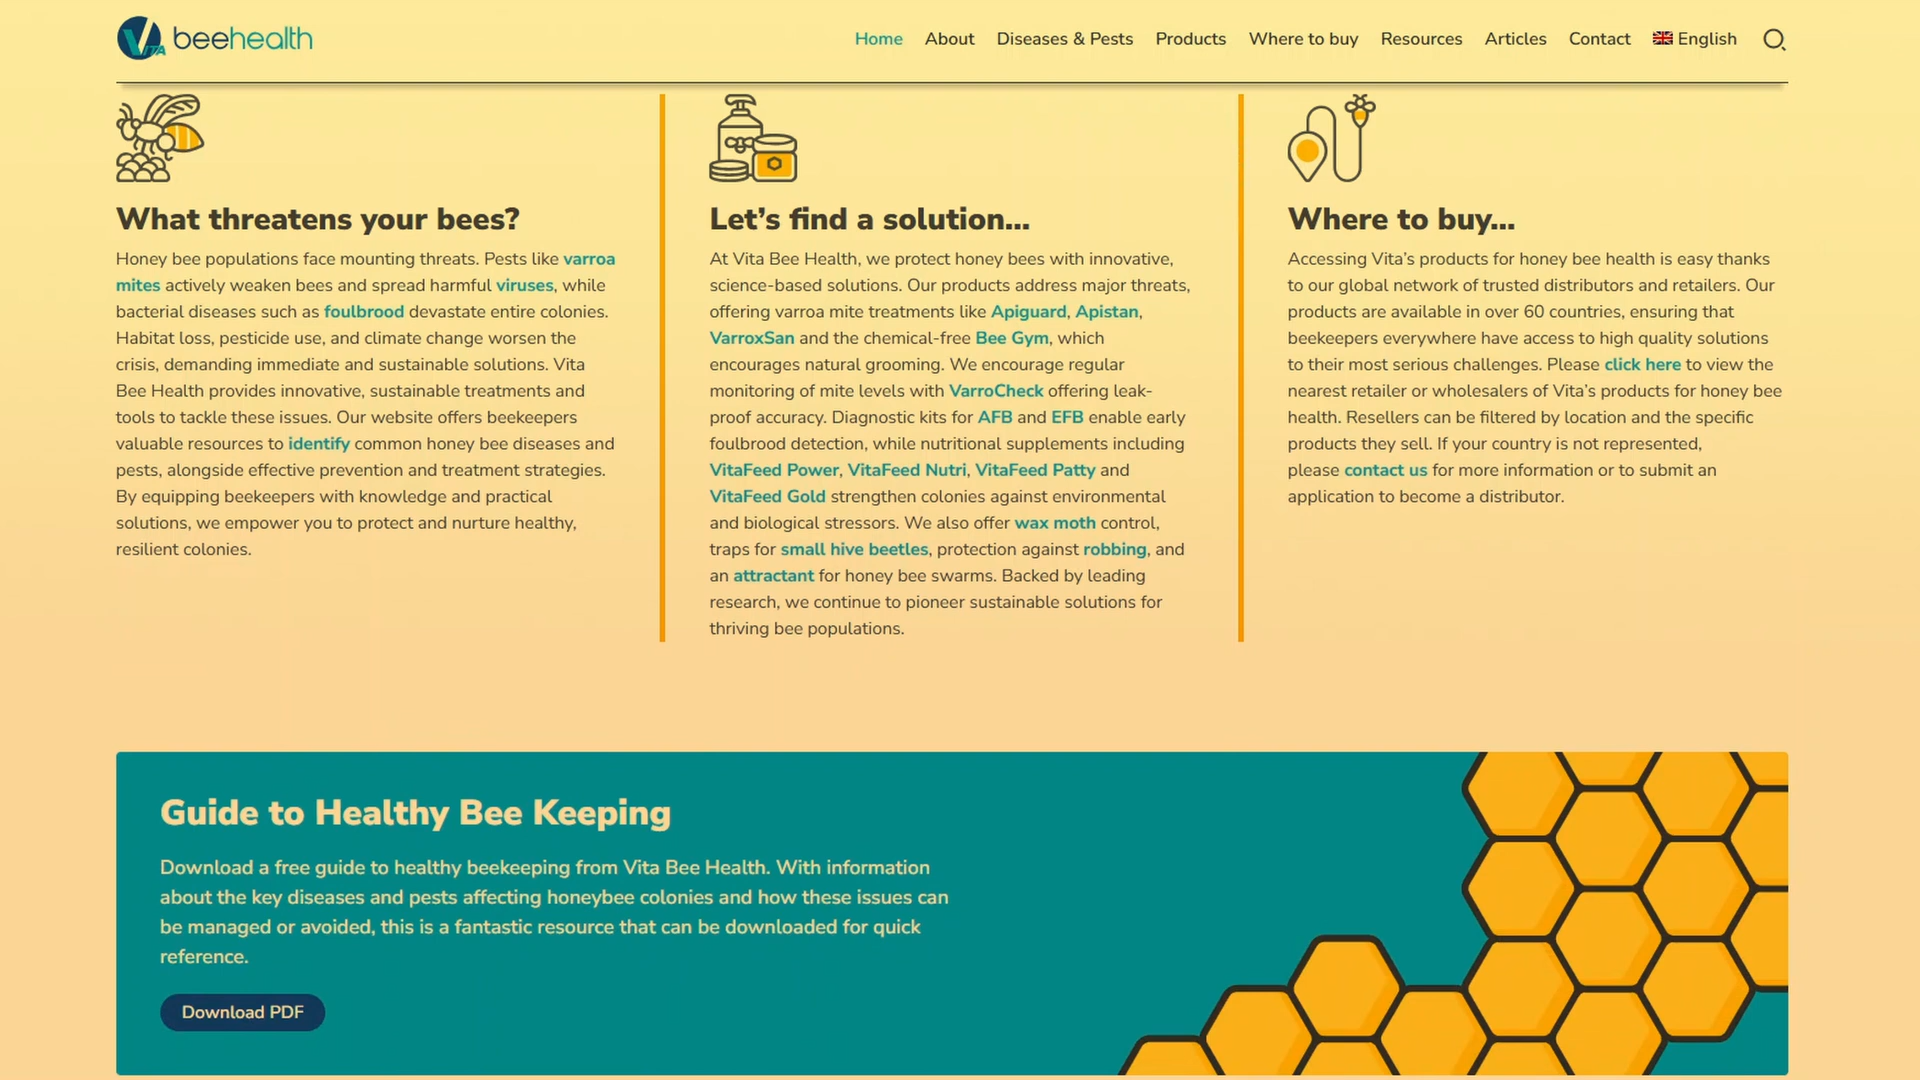 VITA beehealth
Home About Diseases & Pests Products Where to buy Resources Articles Contact English
What threatens your bees?
Honey bee populations face mounting threats. Pests like varroa
mites actively weaken bees and spread harmful viruses, while
bacterial diseases such as foulbrood devastate entire colonies.
Habitat loss, pesticide use, and climate change worsen the
crisis, demanding immediate and sustainable solutions. Vita
Bee Health provides innovative, sustainable treatments and
tools to tackle these issues. Our website offers beekeepers
valuable resources to identify common honey bee diseases and
pests, alongside effective prevention and treatment strategies.
By equipping beekeepers with knowledge and practical
solutions, we empower you to protect and nurture healthy,
resilient colonies.
Let’s find a solution…
At Vita Bee Health, we protect honey bees with innovative,
science-based solutions. Our products address major threats,
offering varroa mite treatments like Apiguard, Apistan,
VarroxSan and the chemical-free Bee Gym, which
encourages natural grooming. We encourage regular
monitoring of mite levels with VarroCheck offering leak-
proof accuracy. Diagnostic kits for AFB and EFB enable early
foulbrood detection, while nutritional supplements including
VitaFeed Power, VitaFeed Nutri, VitaFeed Patty and
VitaFeed Gold strengthen colonies against environmental
and biological stressors. We also offer wax moth control,
traps for small hive beetles, protection against robbing, and
an attractant for honey bee swarms. Backed by leading
research, we continue to pioneer sustainable solutions for
thriving bee populations.
Where to buy…
Accessing Vita’s products for honey bee health is easy thanks
to our global network of trusted distributors and retailers. Our
products are available in over 60 countries, ensuring that
beekeepers everywhere have access to high quality solutions
to their most serious challenges. Please click here to view the
nearest retailer or wholesalers of Vita’s products for honey bee
health. Resellers can be filtered by location and the specific
products they sell. If your country is not represented,
please contact us for more information or to submit an
application to become a distributor.
Guide to Healthy Bee Keeping
Download a free guide to healthy beekeeping from Vita Bee Health. With information
about the key diseases and pests affecting honeybee colonies and how these issues can
be managed or avoided, this is a fantastic resource that can be downloaded for quick
reference.
Download PDF